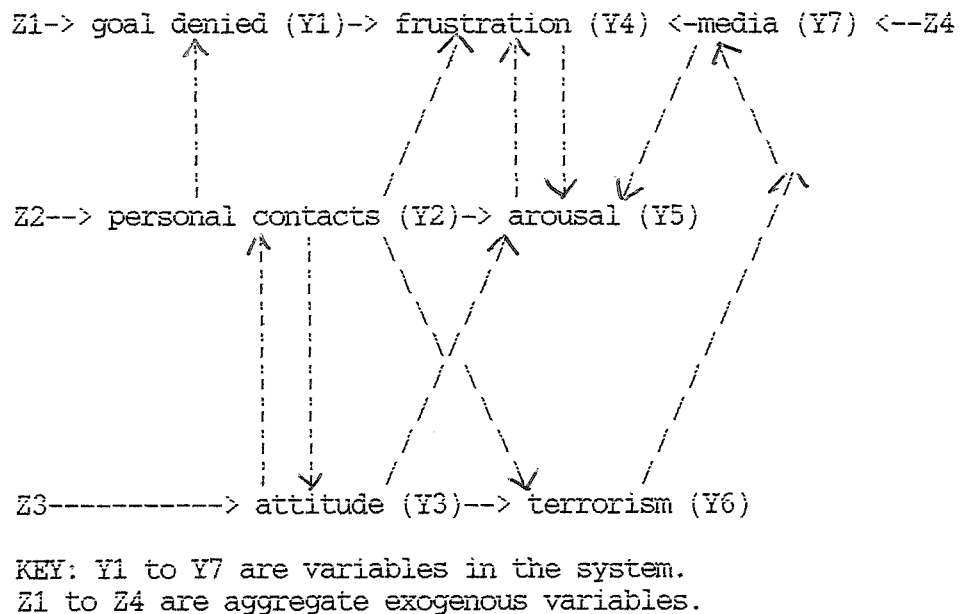 Z1-> goal denied (Y1)-> frustration (Y4) <-media (Y7) <--Z4
Z2--> personal contacts (Y2)-> arousal (Y5)
Z3-----------> attitude (Y3)--> terrorism (Y6)
KEY: Y1 to Y7 are variables in the system.
Z1 to Z4 are aggregate exogenous variables.